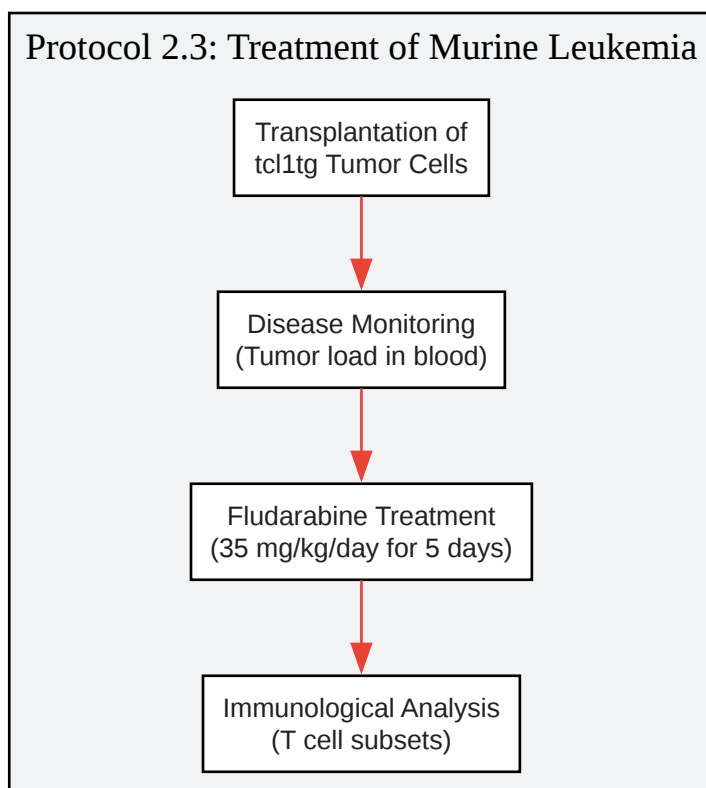 Protocol 2.3: Treatment of Murine Leukemia
Transplantation of
tcl1tg Tumor Cells
Disease Monitoring
(Tumor load in blood)
Fludarabine Treatment
(35 mg/kg/day for 5 days)
Immunological Analysis
(T cell subsets)